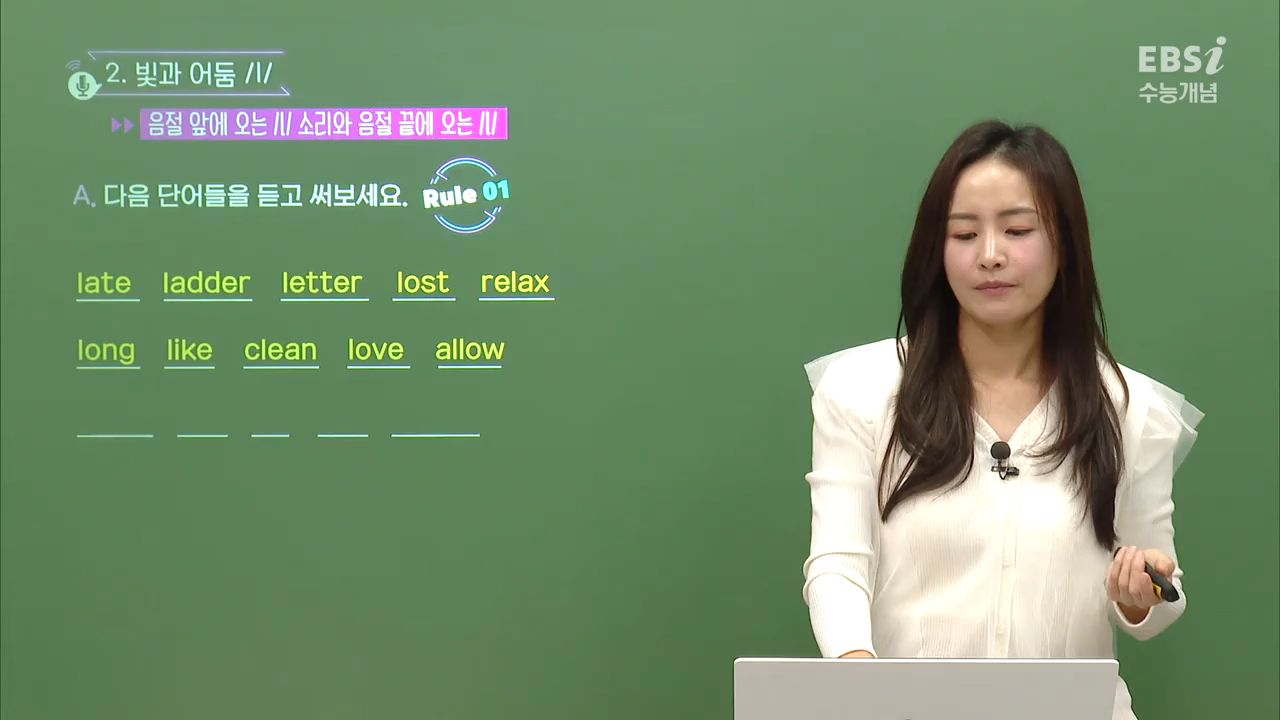 2. 빛과 어둠 /l/
음절 앞에 오는 /l/ 소리와 음절 끝에 오는 /l/
A. 다음 단어들을 듣고 써보세요. Rule 01
late ladder letter lost relax
long like clean love allow
EBSi
수능개념